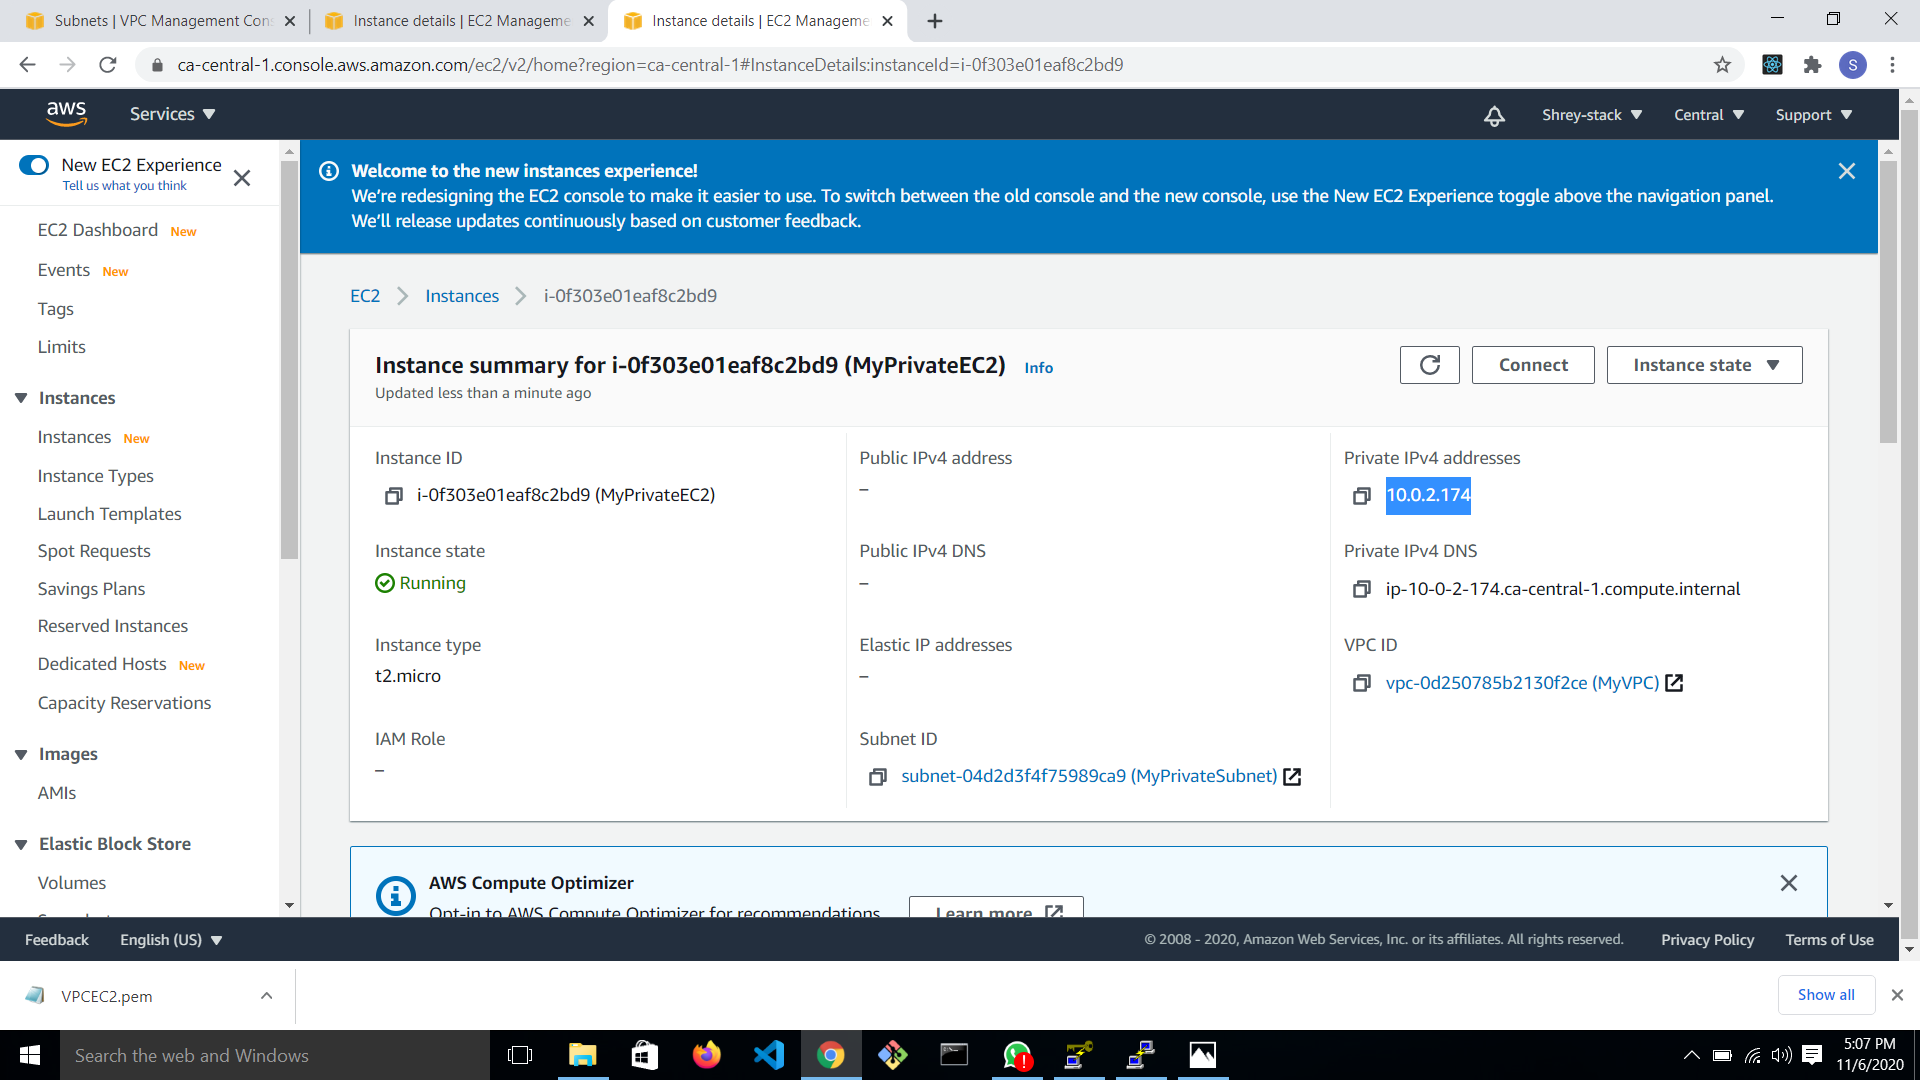 Subnets | VPC Management Con
Instance details | EC2 Manageme
Instance details | EC2 Manageme
ca-central-1.console.aws.amazon.com/ec2/v2/home?region=ca-central-1#InstanceDetails:instanceId=i-0f303e01eaf8c2bd9
S
aws
Services
Shrey-stack
Central
Support
New EC2 Experience
Tell us what you think
EC2 Dashboard New
Events New
Tags
Limits
Instances
Instances New
Instance Types
Launch Templates
Spot Requests
Savings Plans
Reserved Instances
Dedicated Hosts New
Capacity Reservations
Images
AMIs
Elastic Block Store
Volumes
Welcome to the new instances experience!
We're redesigning the EC2 console to make it easier to use. To switch between the old console and the new console, use the New EC2 Experience toggle above the navigation panel.
We'll release updates continuously based on customer feedback.
EC2
Instances
i-0f303e01eaf8c2bd9
Instance summary for i-0f303e01eaf8c2bd9 (MyPrivateEC2) Info
Updated less than a minute ago
Connect
Instance state
Instance ID
i-0f303e01eaf8c2bd9 (MyPrivateEC2)
Public IPv4 address
–
Private IPv4 addresses
10.0.2.174
Instance state
Running
Public IPv4 DNS
–
Private IPv4 DNS
ip-10-0-2-174.ca-central-1.compute.internal
Instance type
t2.micro
Elastic IP addresses
–
VPC ID
vpc-0d250785b2130f2ce (MyVPC)
IAM Role
–
Subnet ID
subnet-04d2d3f4f75989ca9 (MyPrivateSubnet)
AWS Compute Optimizer
Opt-in to AWS Compute Optimizer for recommendations
Learn more
Feedback
English (US)
© 2008 - 2020, Amazon Web Services, Inc. or its affiliates. All rights reserved.
Privacy Policy
Terms of Use
VPCEC2.pem
Show all
Search the web and Windows
5:07 PM
11/6/2020